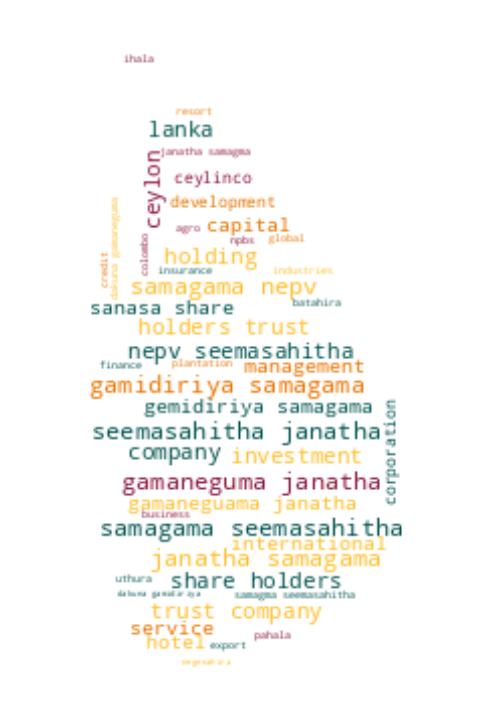 ihala
resort
lanka
janatha samagma
ceylon
ceylinco
development
dakuna gamaneguma
agro
capital
npbs
global
colombo
holding
credit
insurance
industries
samagama nepv
batahira
sanasa share
holders trust
nepv seemasahitha
finance
plantation
management
gamidiriya samagama
gemidiriya samagama
corporation
seemasahitha janatha
company
investment
gamaneguma janatha
gamaneguama janatha
business
samagama seemasahitha
international
janatha samagama
uthura
share holders
dakuna gamidiriya
samagma seemasahitha
trust company
service
pahala
hotel
export